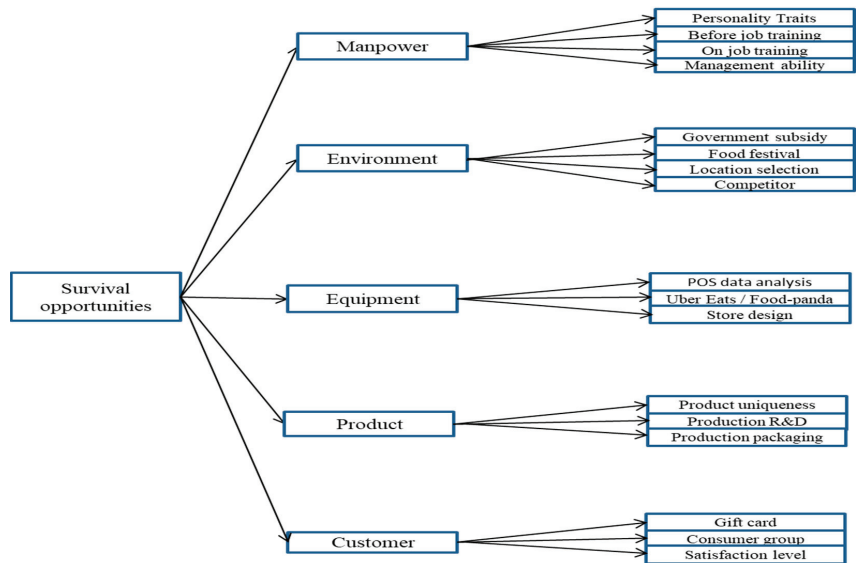 Survival
opportunities
Manpower
Personality Traits
Before job training
On job training
Management ability
Environment
Government subsidy
Food festival
Location selection
Competitor
Equipment
POS data analysis
Uber Eats / Food-panda
Store design
Product
Product uniqueness
Production R&D
Production packaging
Customer
Gift card
Consumer group
Satisfaction level